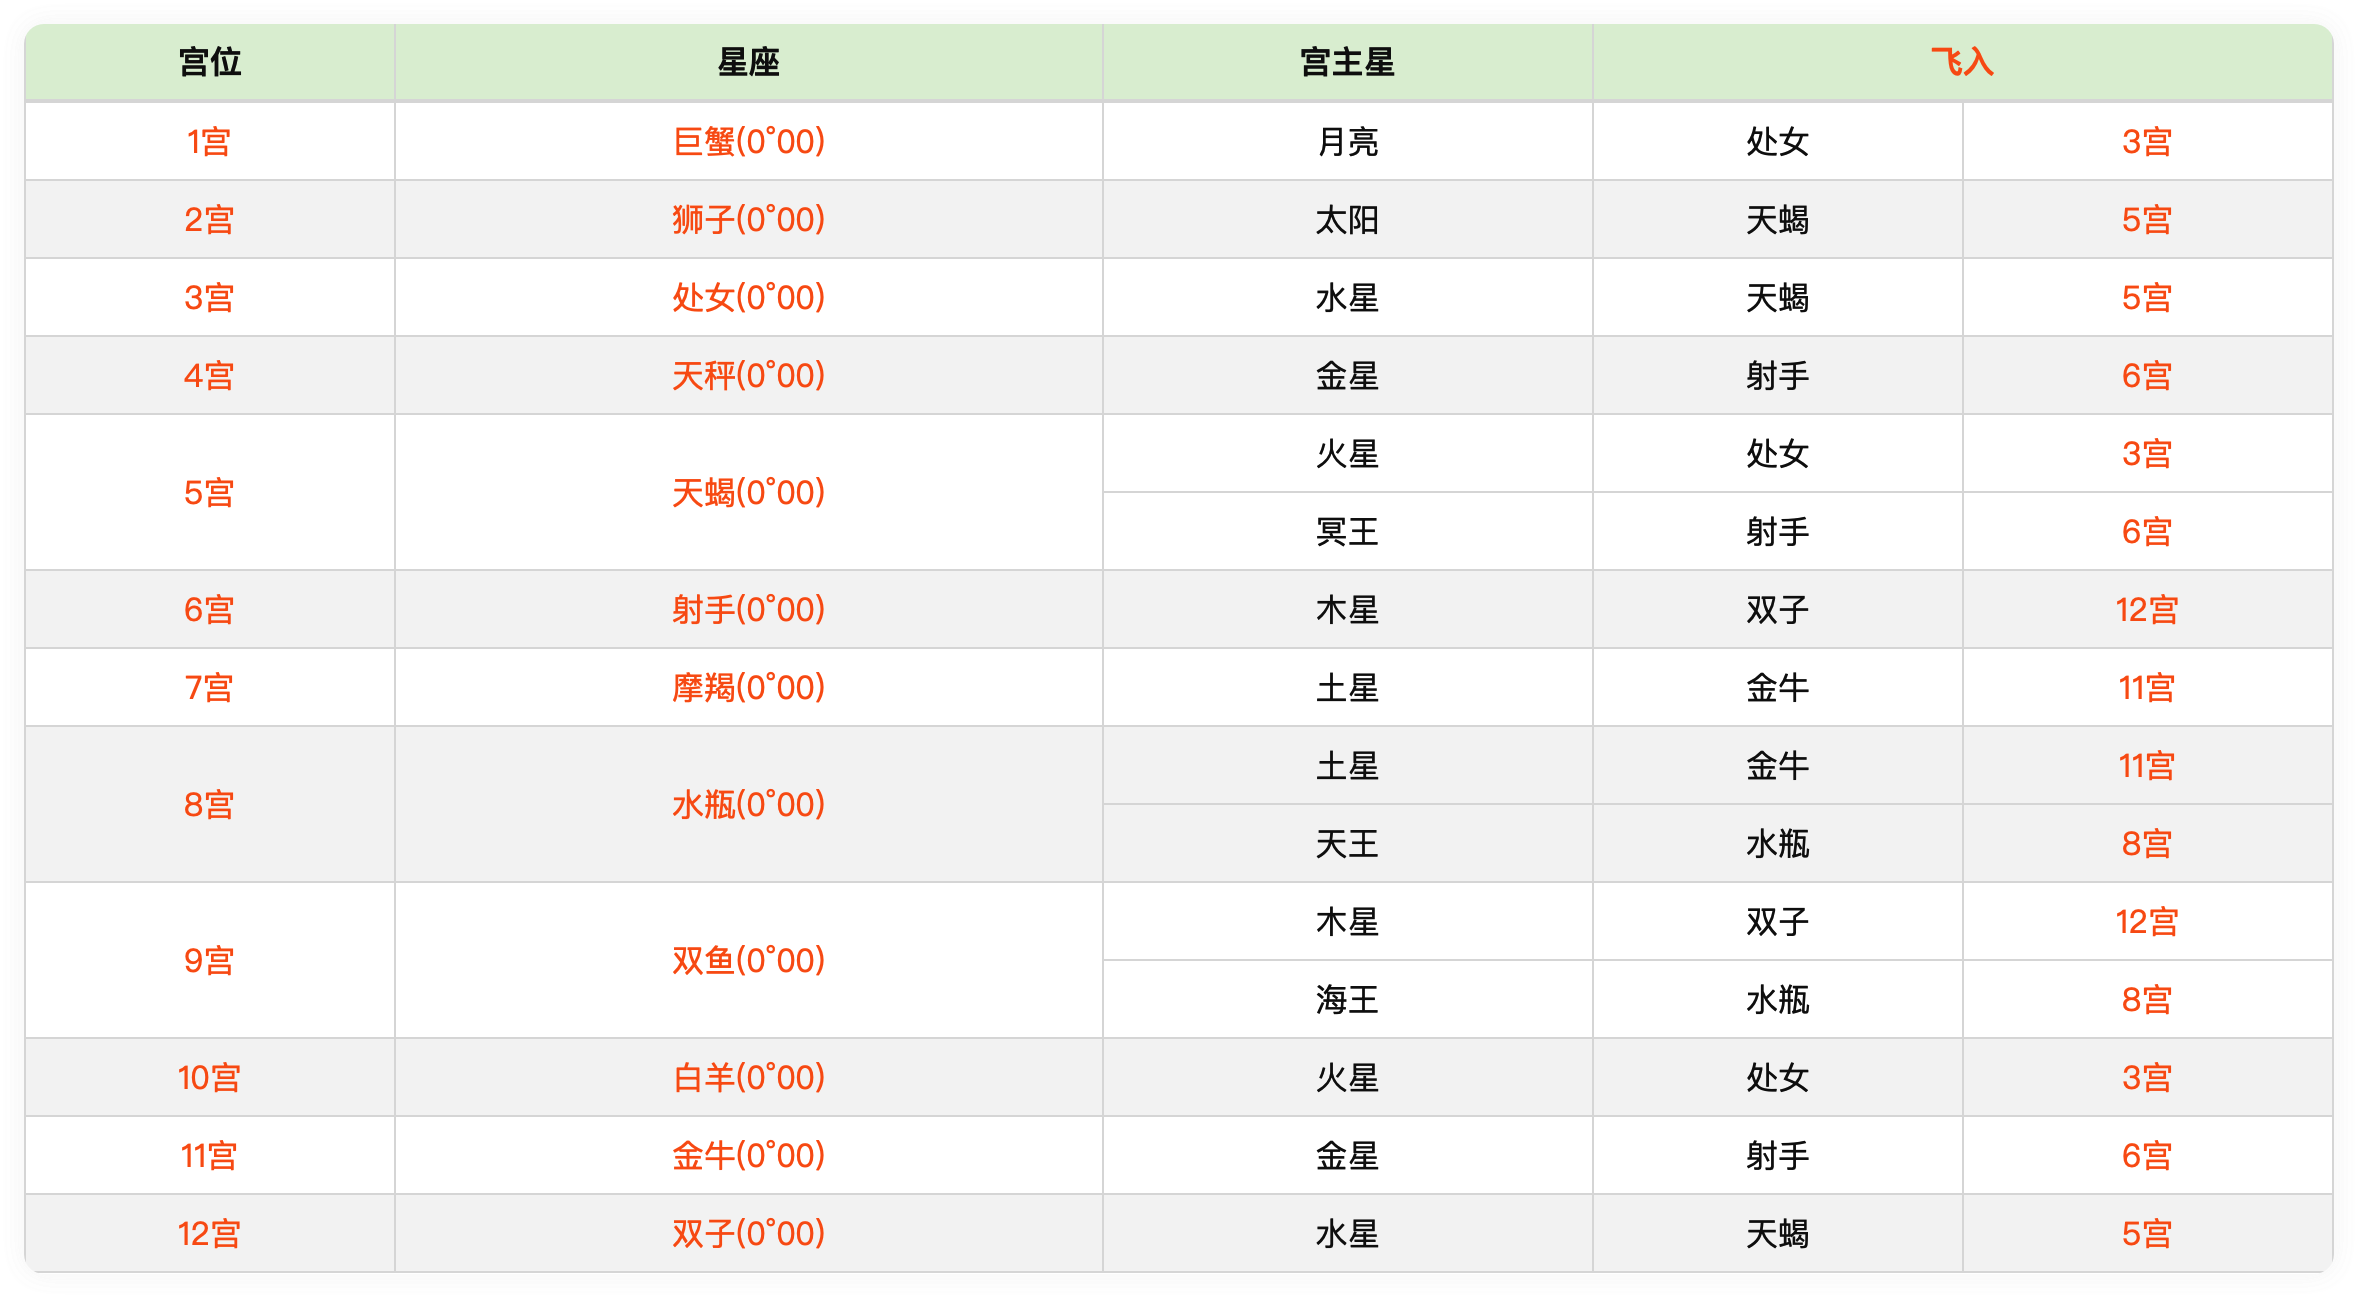 宫位 星座 宫主星 飞入
1宫 巨蟹(0°00) 月亮 处女 3宫
2宫 狮子(0°00) 太阳 天蝎 5宫
3宫 处女(0°00) 水星 天蝎 5宫
4宫 天秤(0°00) 金星 射手 6宫
5宫 天蝎(0°00) 火星 处女 3宫
冥王 射手 6宫
6宫 射手(0°00) 木星 双子 12宫
7宫 摩羯(0°00) 土星 金牛 11宫
8宫 水瓶(0°00) 土星 金牛 11宫
天王 水瓶 8宫
9宫 双鱼(0°00) 木星 双子 12宫
海王 水瓶 8宫
10宫 白羊(0°00) 火星 处女 3宫
11宫 金牛(0°00) 金星 射手 6宫
12宫 双子(0°00) 水星 天蝎 5宫